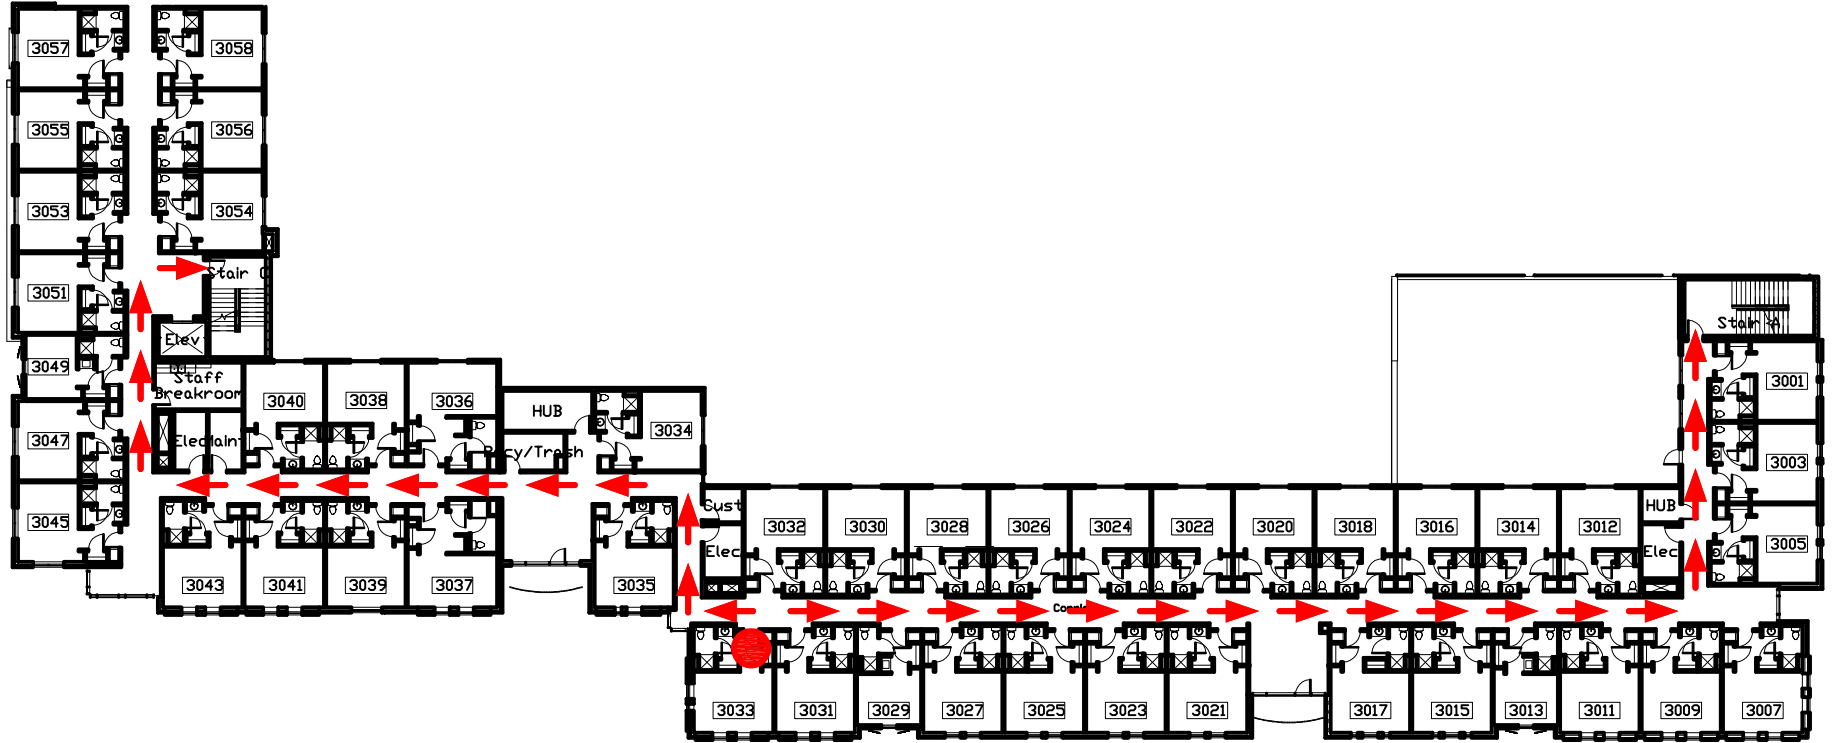 3057 3058
3055 3056
3053 3054
Stair C
3051
Stair A
Elev
3049
Staff
Breakroom
3001
3040 3038 3036
HUB
3034
3047
Elec Maint
Recy/Trash
3003
Cust
HUB
3045
3032 3030 3028 3026 3024 3022 3020 3018 3016 3014 3012
3005
Elec
Elec
3043 3041 3039 3037 3035
3033 3031 3029 3027 3025 3023 3021 3017 3015 3013 3011 3009 3007